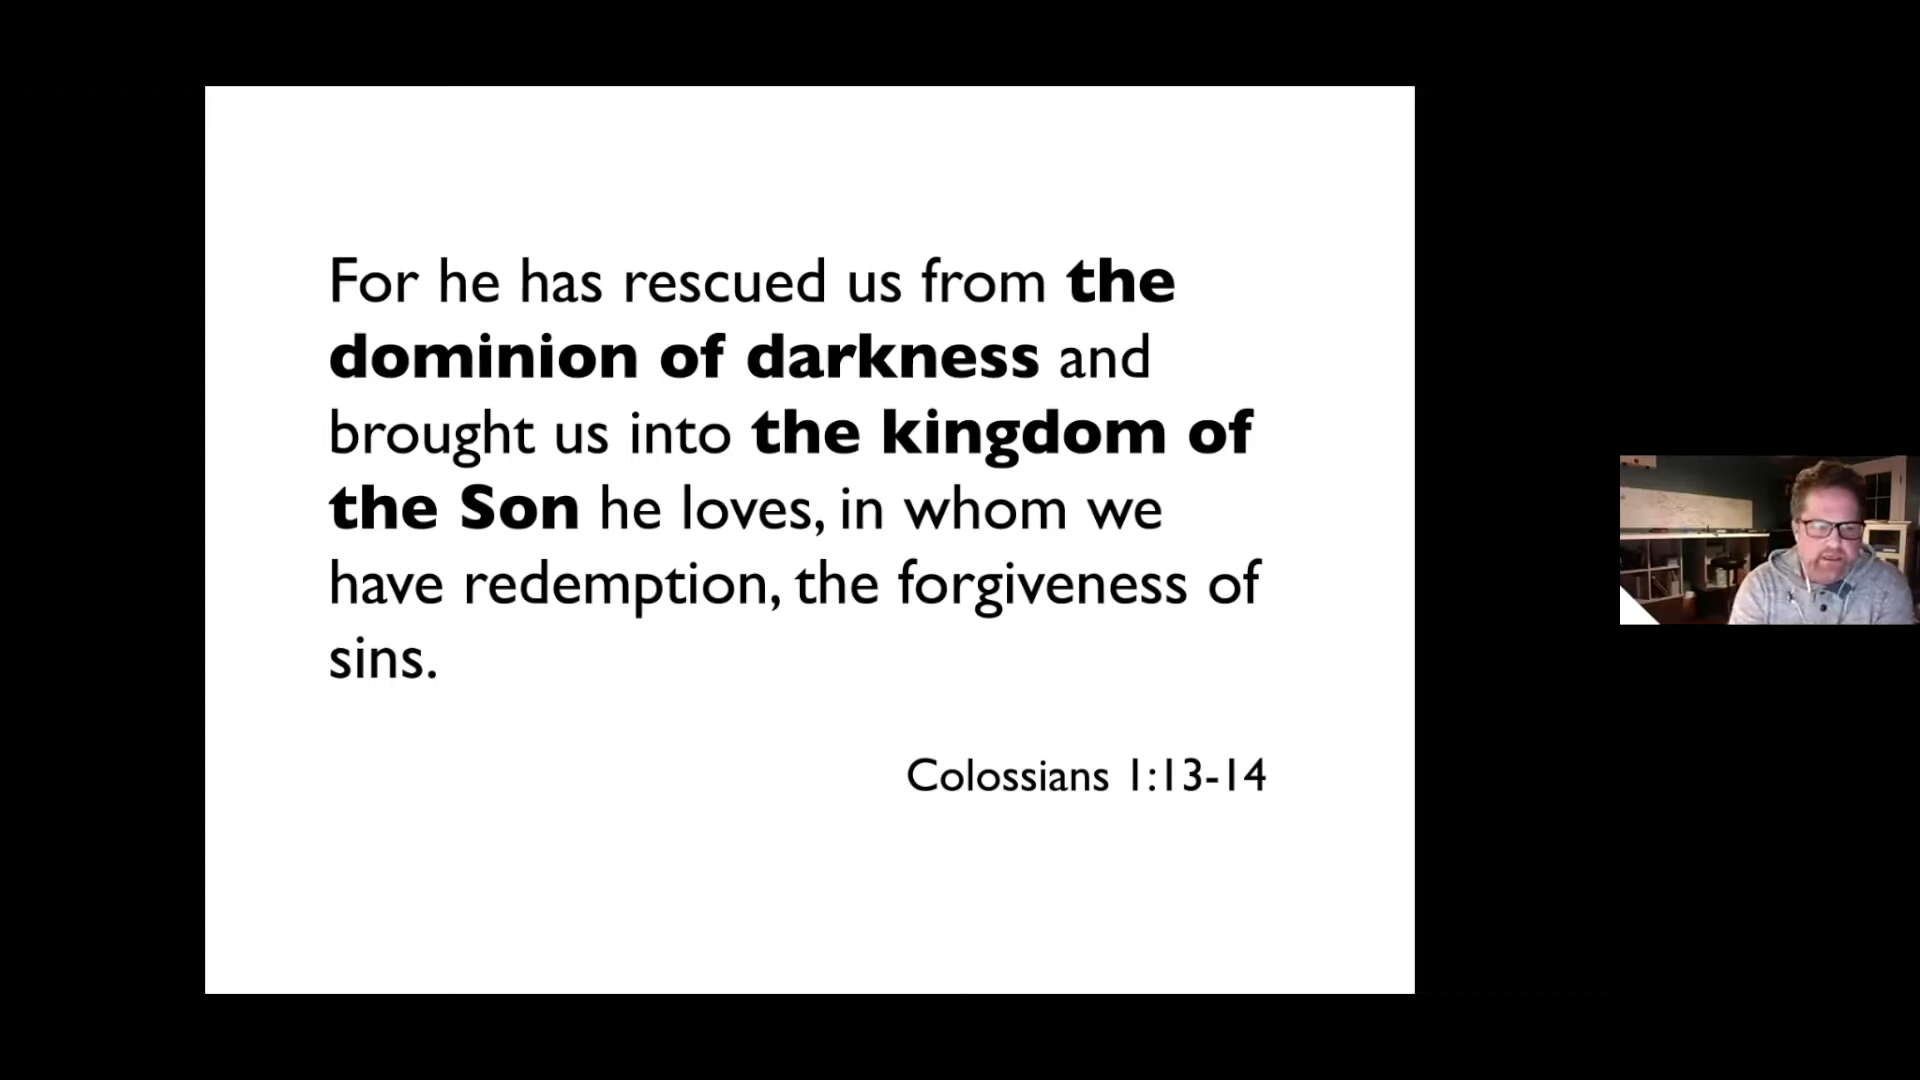 For he has rescued us from the
dominion of darkness and
brought us into the kingdom of
the Son he loves, in whom we
have redemption, the forgiveness of
sins.
Colossians 1:13-14